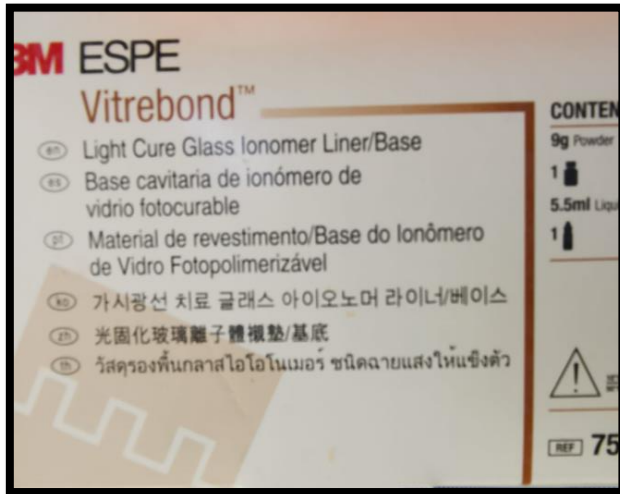 3M ESPE
Vitrebond™
en Light Cure Glass Ionomer Liner/Base
es Base cavitaria de ionómero de
vidrio fotocurable
pt Material de revestimento/Base do Ionômero
de Vidro Fotopolimerizável
ko 가시광선 치료 글래스 아이오노머 라이너/베이스
zh 光固化玻璃離子體襯墊/基底
th วัสดุรองพื้นกลาสไอโอโนเมอร์ ชนิดฉายแสงให้แข็งตัว
CONTEN
9g Powder
1
5.5ml Liqu
1
REF 75